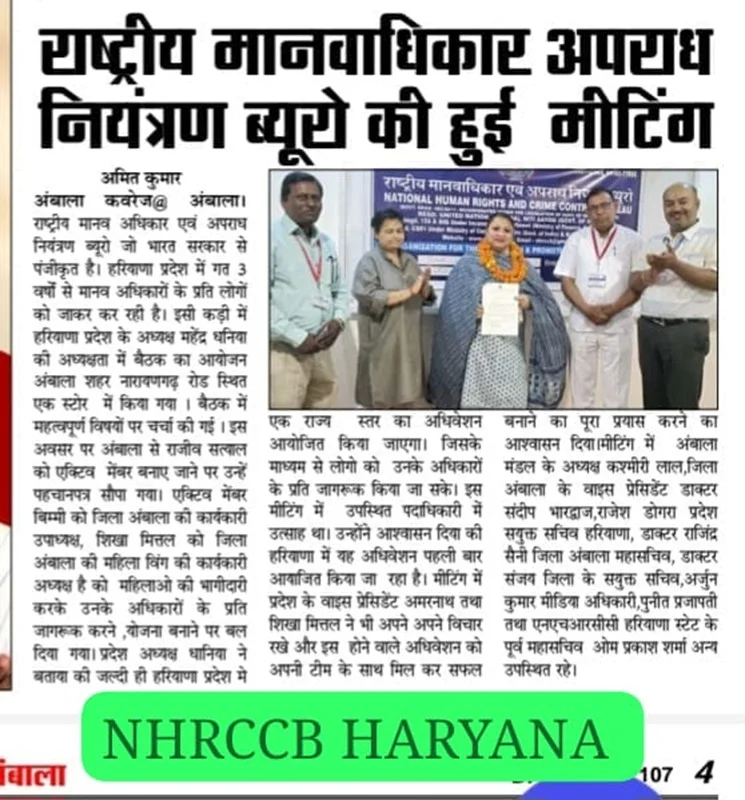 राष्ट्रीय मानवाधिकार अपराध
नियंत्रण ब्यूरो की हुई मीटिंग
अमित कुमार
अंबाला कवरेज@ अंबाला।
राष्ट्रीय मानव अधिकार एवं अपराध
नियंत्रण ब्यूरो जो भारत सरकार से
पंजीकृत है। हरियाणा प्रदेश में गत 3
वर्षों से मानव अधिकारों के प्रति लोगों
को जाकर कर रही है। इसी कड़ी में
हरियाणा प्रदेश के अध्यक्ष महेंद्र धनिया
की अध्यक्षता में बैठक का आयोजन
अंबाला शहर नारायणगढ़ रोड स्थित
एक स्टोर में किया गया । बैठक में
महत्वपूर्ण विषयों पर चर्चा की गई । इस
अवसर पर अंबाला से राजीव सत्याल
को एक्टिव मेंबर बनाए जाने पर उन्हें
पहचानपत्र सौपा गया। एक्टिव मेंबर
बिम्मी को जिला अंबाला की कार्यकारी
उपाध्यक्ष, शिखा मित्तल को जिला
अंबाला की महिला विंग की कार्यकारी
अध्यक्ष है को महिलाओ की भागीदारी
करके उनके अधिकारों के प्रति
जागरूक करने ,योजना बनाने पर बल
दिया गया। प्रदेश अध्यक्ष धानिया ने
बताया की जल्दी ही हरियाणा प्रदेश मे
राष्ट्रीय मानवाधिकार एवं अपराध ब्यूरो
NATIONAL HUMAN RIGHTS AND CRIME
एक राज्य स्तर का अधिवेशन
आयोजित किया जाएगा। जिसके
माध्यम से लोगो को उनके अधिकारों
के प्रति जागरूक किया जा सके। इस
मीटिंग में उपस्थित पदाधिकारी में
उत्साह था। उन्होंने आश्वासन दिया की
हरियाणा में यह अधिवेशन पहली बार
आयाजित किया जा रहा है। मीटिंग में
प्रदेश के वाइस प्रेसिडेंट अमरनाथ तथा
शिखा मित्तल ने भी अपने अपने विचार
रखे और इस होने वाले अधिवेशन को
अपनी टीम के साथ मिल कर सफल
बनाने का पूरा प्रयास करने का
आश्वासन दिया।मीटिंग में अंबाला
मंडल के अध्यक्ष कश्मीरी लाल,जिला
अंबाला के वाइस प्रेसिडेंट डाक्टर
संदीप भारद्वाज,राजेश डोगरा प्रदेश
सयुक्त सचिव हरियाणा, डाक्टर राजिंद्र
सैनी जिला अंबाला महासचिव, डाक्टर
संजय जिला के सयुक्त सचिव,अर्जुन
कुमार मीडिया अधिकारी,पुनीत प्रजापती
तथा एनएचआरसीसी हरियाणा स्टेट के
पूर्व महासचिव ओम प्रकाश शर्मा अन्य
उपस्थित रहे।
NHRCCB HARYANA
107 4